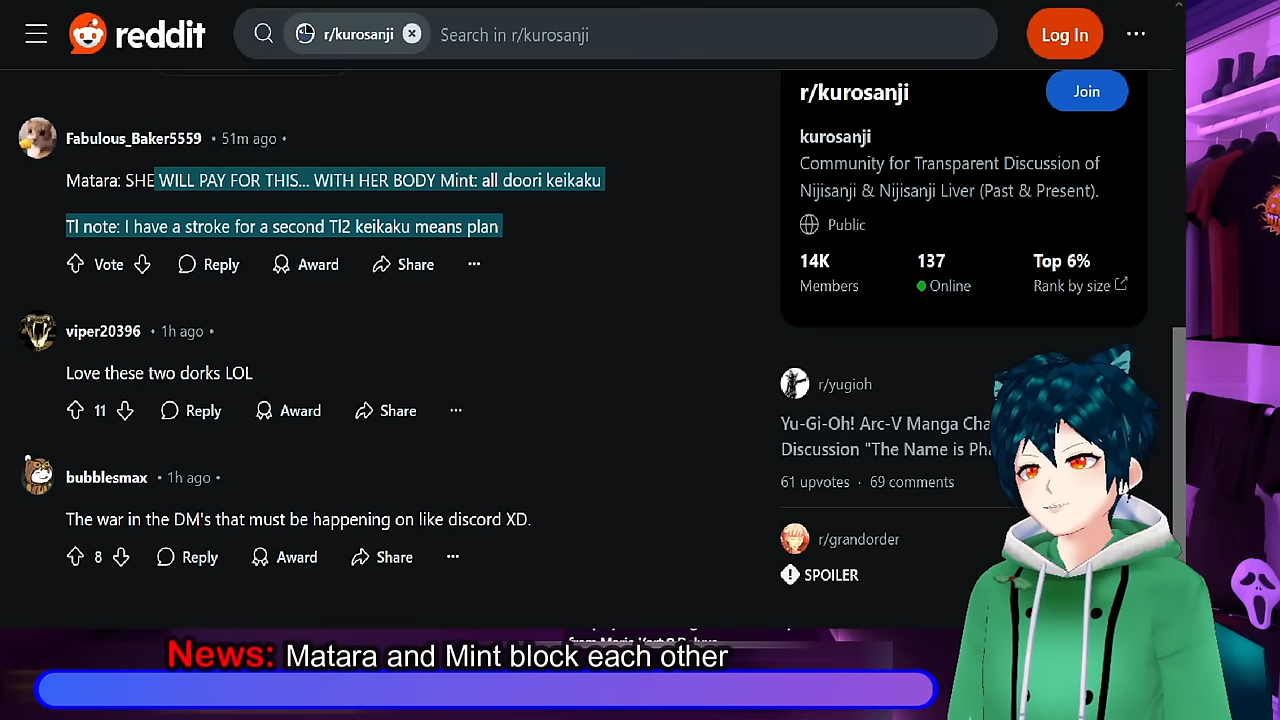 reddit
r/kurosanji
Search in r/kurosanji
Log In
Fabulous_Baker5559 • 51m ago •
Matara: SHE WILL PAY FOR THIS... WITH HER BODY Mint: all doori keikaku
Tl note: I have a stroke for a second Tl2 keikaku means plan
Vote
Reply
Award
Share
viper20396 • 1h ago •
Love these two dorks LOL
11
Reply
Award
Share
bubblesmax • 1h ago •
The war in the DM's that must be happening on like discord XD.
8
Reply
Award
Share
r/kurosanji
Join
kurosanji
Community for Transparent Discussion of
Nijisanji & Nijisanji Liver (Past & Present).
Public
14K 137 Top 6%
Members Online Rank by size
r/yugioh
Yu-Gi-Oh! Arc-V Manga Cha
Discussion "The Name is Pha
61 upvotes · 69 comments
r/grandorder
SPOILER
News: Matara and Mint block each other